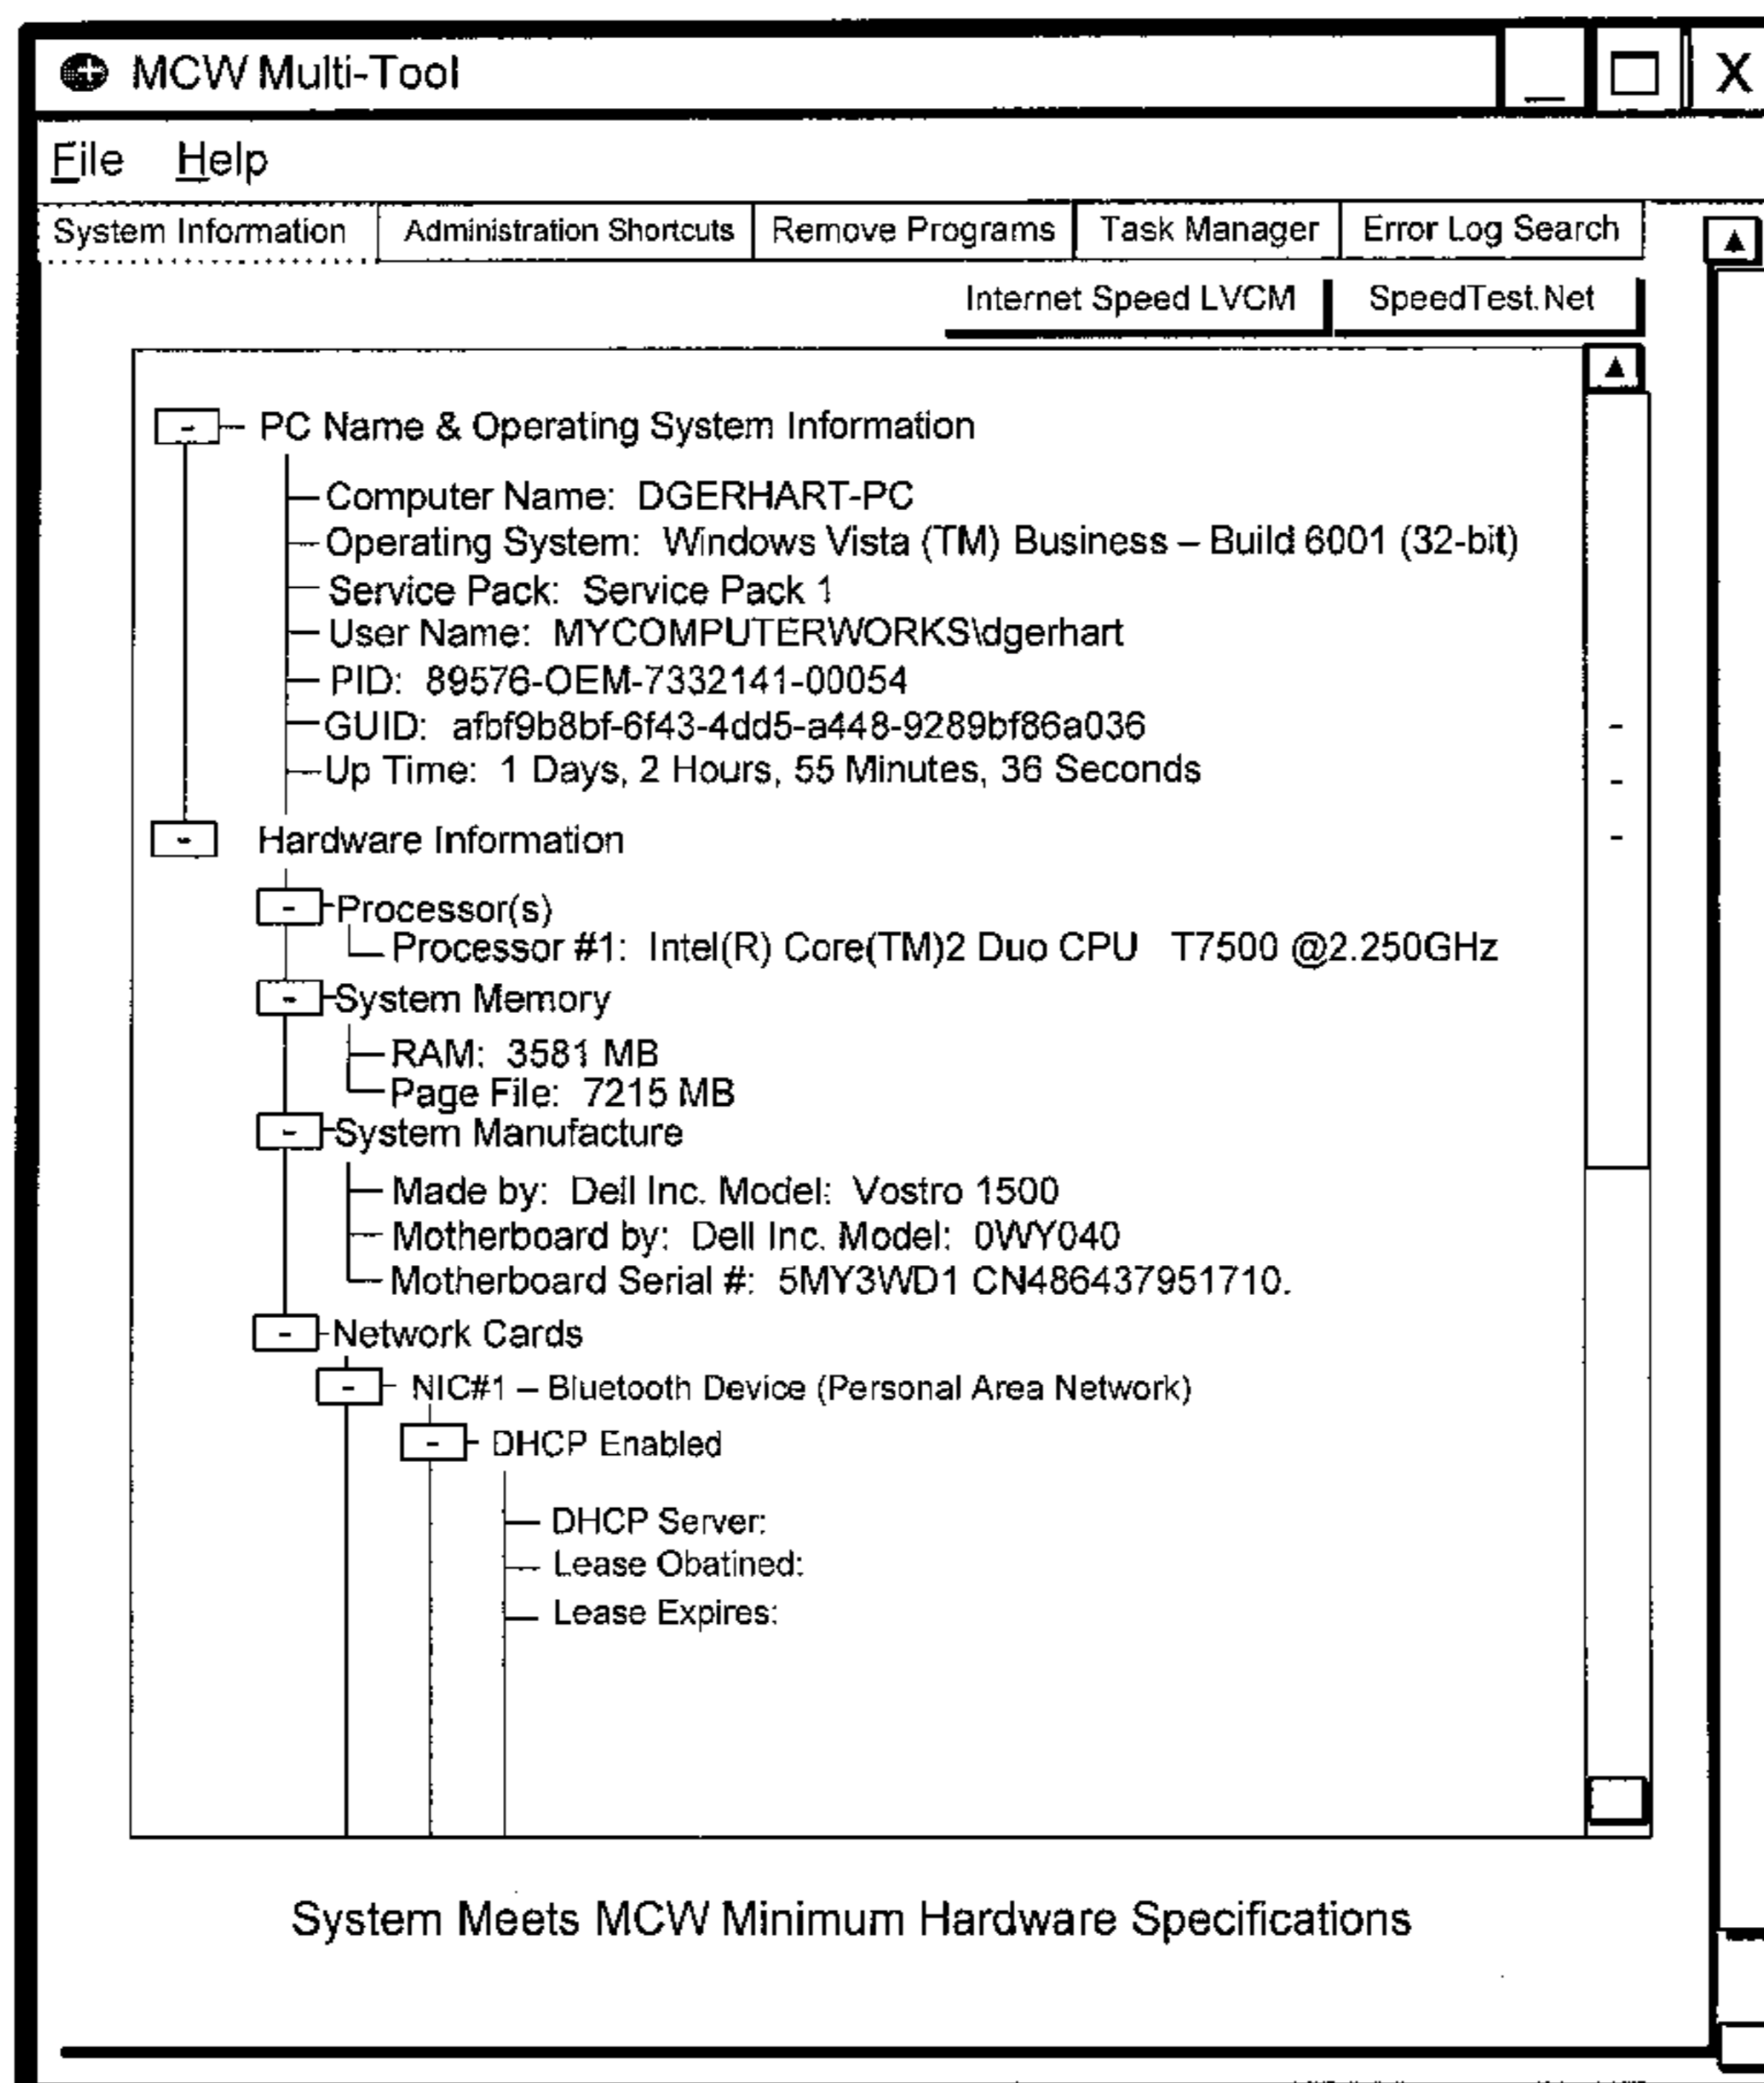 MCW Multi-Tool
_ X
File Help
System Information Administration Shortcuts Remove Programs Task Manager Error Log Search
Internet Speed LVCM SpeedTest.Net
- PC Name & Operating System Information
Computer Name: DGERHART-PC
Operating System: Windows Vista (TM) Business – Build 6001 (32-bit)
Service Pack: Service Pack 1
User Name: MYCOMPUTERWORKS\dgerhart
PID: 89576-OEM-7332141-00054
GUID: afbf9b8bf-6f43-4dd5-a448-9289bf86a036
Up Time: 1 Days, 2 Hours, 55 Minutes, 36 Seconds
- Hardware Information
- Processor(s)
Processor #1: Intel(R) Core(TM)2 Duo CPU T7500 @2.250GHz
- System Memory
RAM: 3581 MB
Page File: 7215 MB
- System Manufacture
Made by: Dell Inc. Model: Vostro 1500
Motherboard by: Dell Inc. Model: 0WY040
Motherboard Serial #: 5MY3WD1 CN486437951710.
- Network Cards
- NIC#1 – Bluetooth Device (Personal Area Network)
- DHCP Enabled
DHCP Server:
Lease Obatined:
Lease Expires:
System Meets MCW Minimum Hardware Specifications